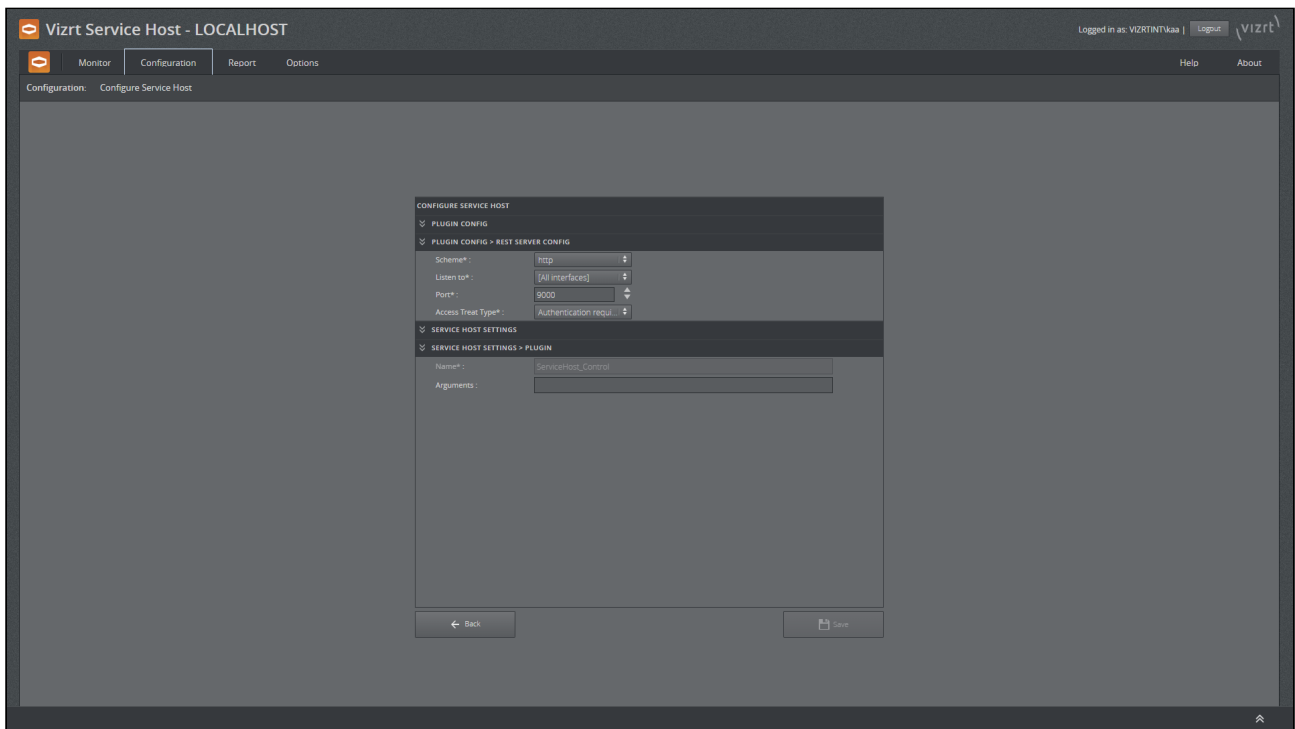 Vizrt Service Host - LOCALHOST
Logged in as: VIZRTINT\kaa | Logout
vizrt
Monitor Configuration Report Options Help About
Configuration: Configure Service Host
CONFIGURE SERVICE HOST
PLUGIN CONFIG
PLUGIN CONFIG > REST SERVER CONFIG
Scheme* : http
Listen to* : [All interfaces]
Port* : 9000
Access Treat Type* : Authentication requi...
SERVICE HOST SETTINGS
SERVICE HOST SETTINGS > PLUGIN
Name* : ServiceHost_Control
Arguments :
Back Save